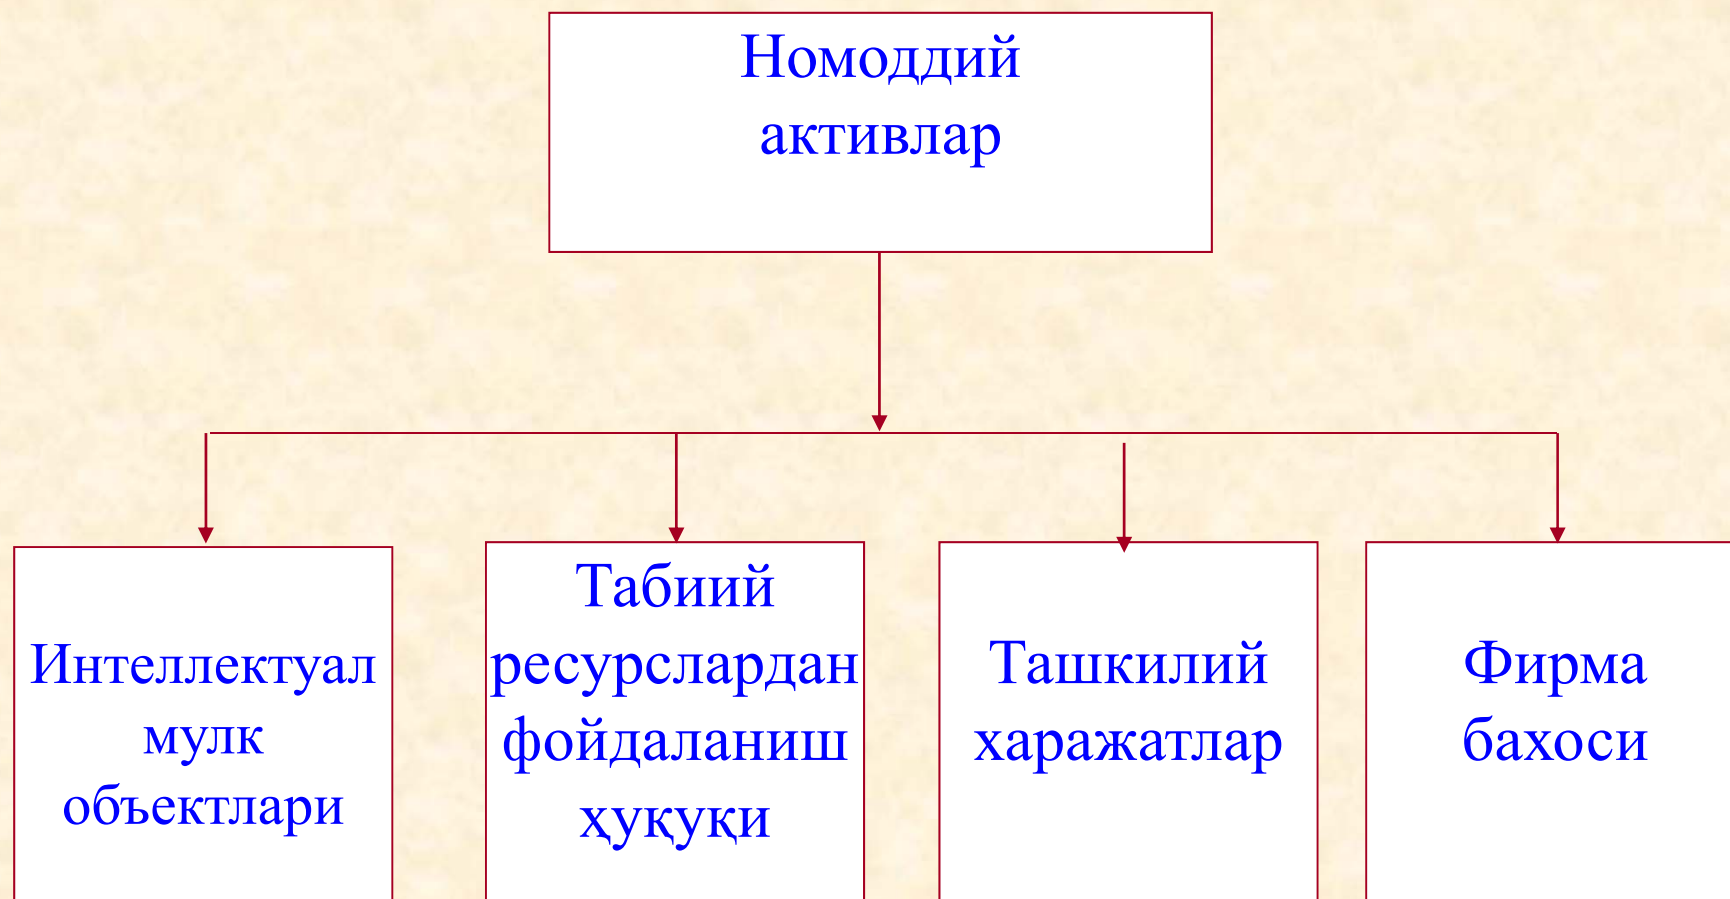 Номоддий
активлар
Интеллектуал
мулк
объектлари
Табиий
ресурслардан
фойдаланиш
ҳуқуқи
Ташкилий
харажатлар
Фирма
бахоси